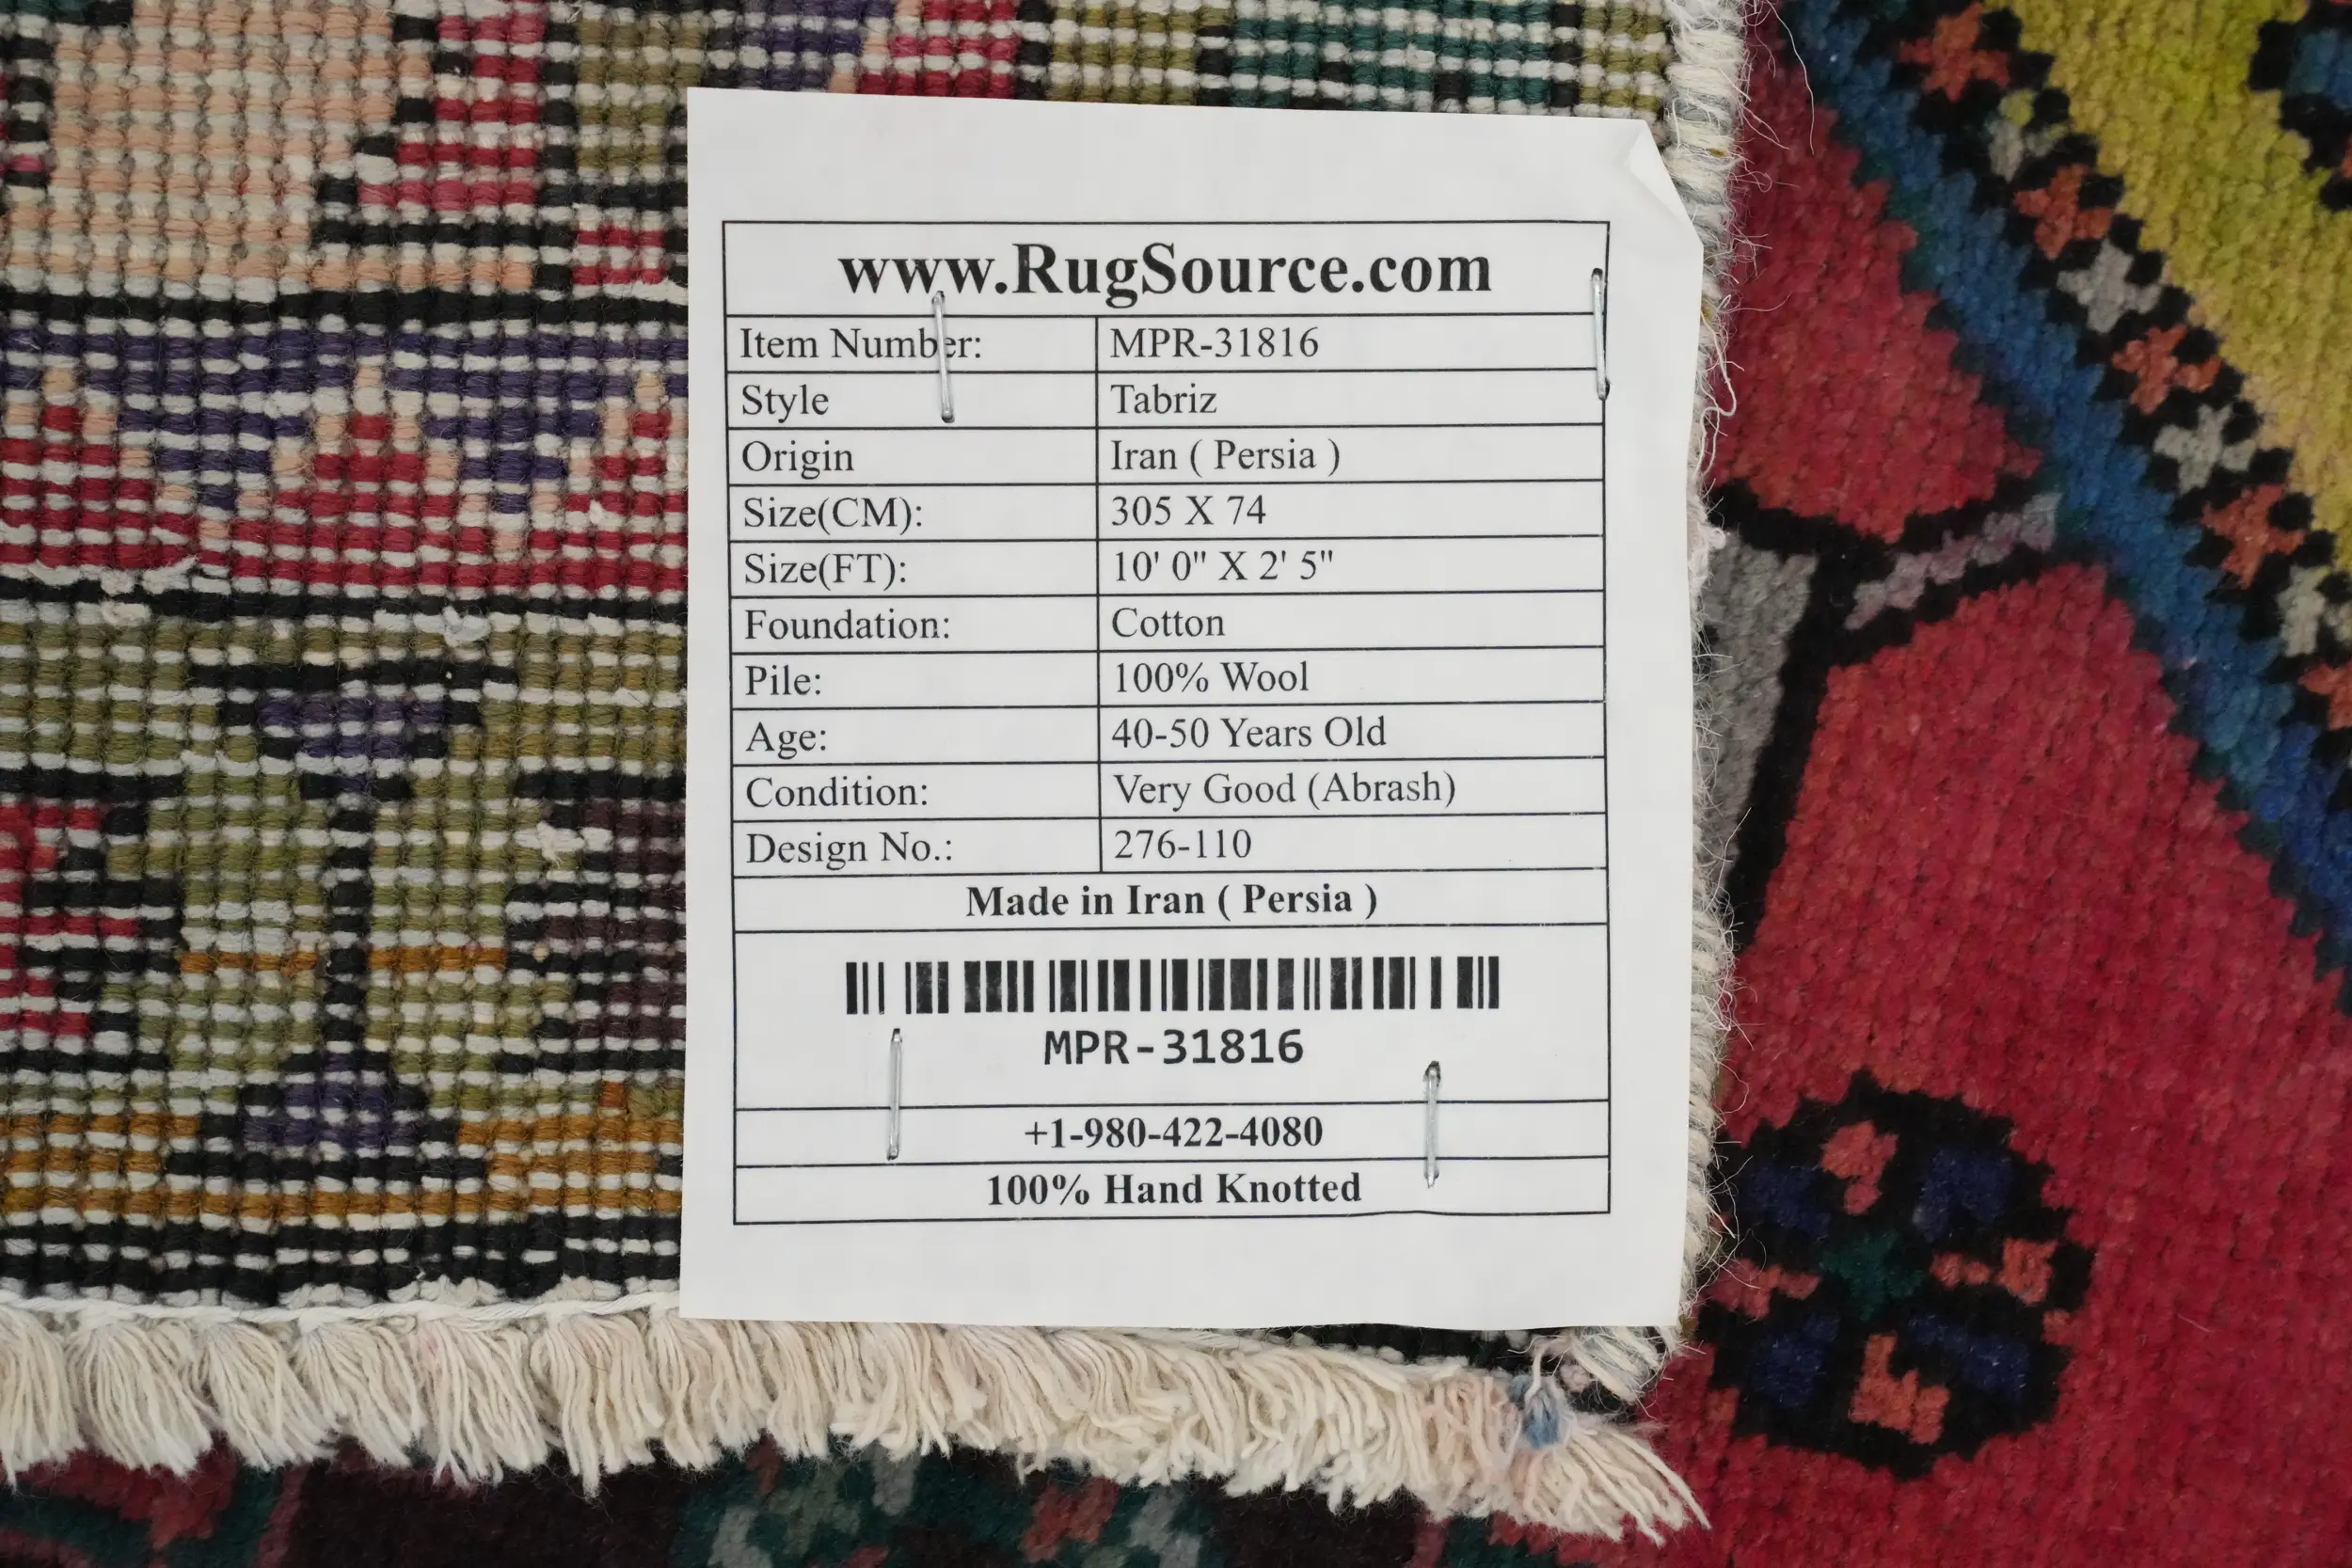 www.RugSource.com
Item Number: MPR-31816
Style Tabriz
Origin Iran ( Persia )
Size(CM): 305 X 74
Size(FT): 10' 0" X 2' 5"
Foundation: Cotton
Pile: 100% Wool
Age: 40-50 Years Old
Condition: Very Good (Abrash)
Design No.: 276-110
Made in Iran ( Persia )
MPR-31816
+1-980-422-4080
100% Hand Knotted